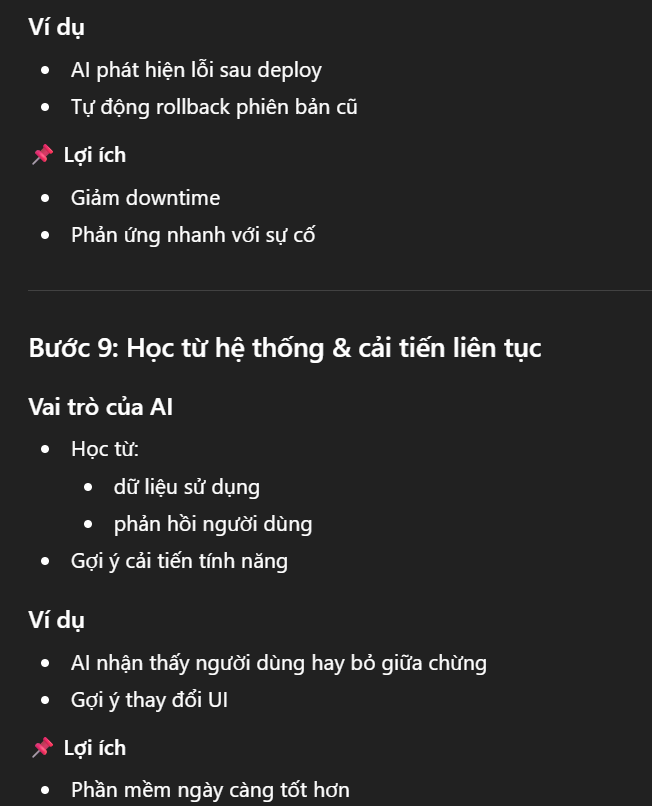 Ví dụ
AI phát hiện lỗi sau deploy
Tự động rollback phiên bản cũ
📌 Lợi ích
Giảm downtime
Phản ứng nhanh với sự cố
Bước 9: Học từ hệ thống & cải tiến liên tục
Vai trò của AI
Học từ:
dữ liệu sử dụng
phản hồi người dùng
Gợi ý cải tiến tính năng
Ví dụ
AI nhận thấy người dùng hay bỏ giữa chừng
Gợi ý thay đổi UI
📌 Lợi ích
Phần mềm ngày càng tốt hơn